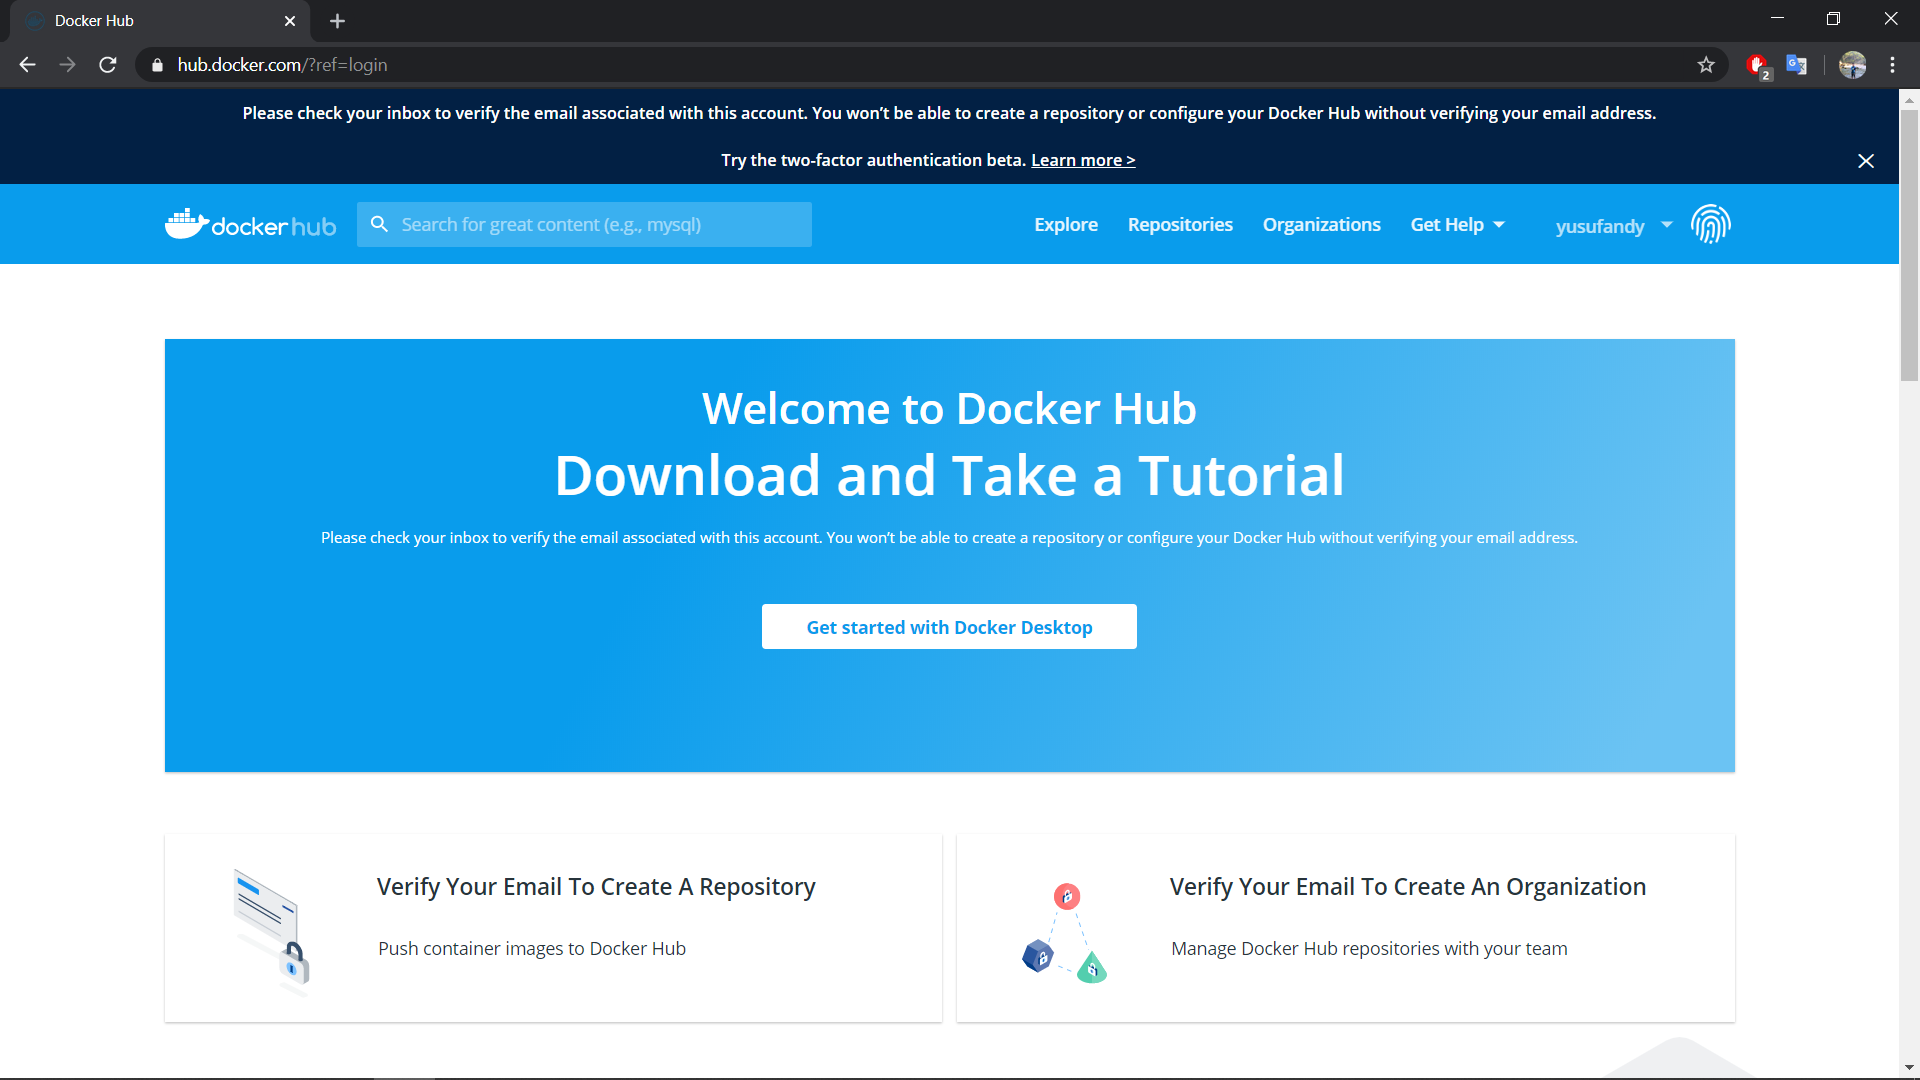 Docker Hub
hub.docker.com/?ref=login
2
Please check your inbox to verify the email associated with this account. You won’t be able to create a repository or configure your Docker Hub without verifying your email address.
Try the two-factor authentication beta. Learn more >
docker hub
Search for great content (e.g., mysql)
Explore
Repositories
Organizations
Get Help
yusufandy
Welcome to Docker Hub
Download and Take a Tutorial
Please check your inbox to verify the email associated with this account. You won’t be able to create a repository or configure your Docker Hub without verifying your email address.
Get started with Docker Desktop
Verify Your Email To Create A Repository
Push container images to Docker Hub
Verify Your Email To Create An Organization
Manage Docker Hub repositories with your team